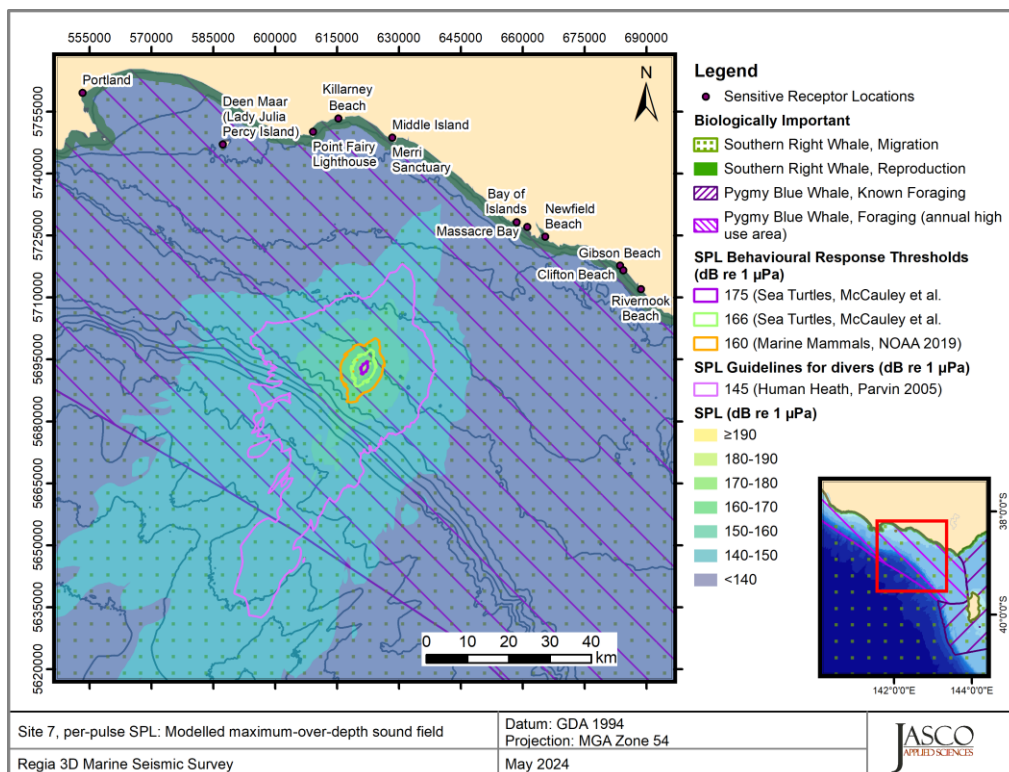 555000 570000 585000 600000 615000 630000 645000 660000 675000 690000
5755000
5740000
5725000
5710000
5695000
5680000
5665000
5650000
5635000
5620000
Portland
Deen Maar
(Lady Julia
Percy Island)
Killarney
Beach
Point Fairy
Lighthouse
Middle Island
Merri
Sanctuary
Bay of
Islands
Massacre Bay
Newfield
Beach
Gibson Beach
Clifton Beach
Rivernook
Beach
N
0 10 20 30 40
km
Legend
Sensitive Receptor Locations
Biologically Important
Southern Right Whale, Migration
Southern Right Whale, Reproduction
Pygmy Blue Whale, Known Foraging
Pygmy Blue Whale, Foraging (annual high
use area)
SPL Behavioural Response Thresholds
(dB re 1 µPa)
175 (Sea Turtles, McCauley et al.
166 (Sea Turtles, McCauley et al.
160 (Marine Mammals, NOAA 2019)
SPL Guidelines for divers (dB re 1 µPa)
145 (Human Heath, Parvin 2005)
SPL (dB re 1 µPa)
≥190
180-190
170-180
160-170
150-160
140-150
<140
38°0'0"S
40°0'0"S
142°0'0"E 144°0'0"E
Site 7, per-pulse SPL: Modelled maximum-over-depth sound field
Regia 3D Marine Seismic Survey
Datum: GDA 1994
Projection: MGA Zone 54
May 2024
JASCO
APPLIED SCIENCES